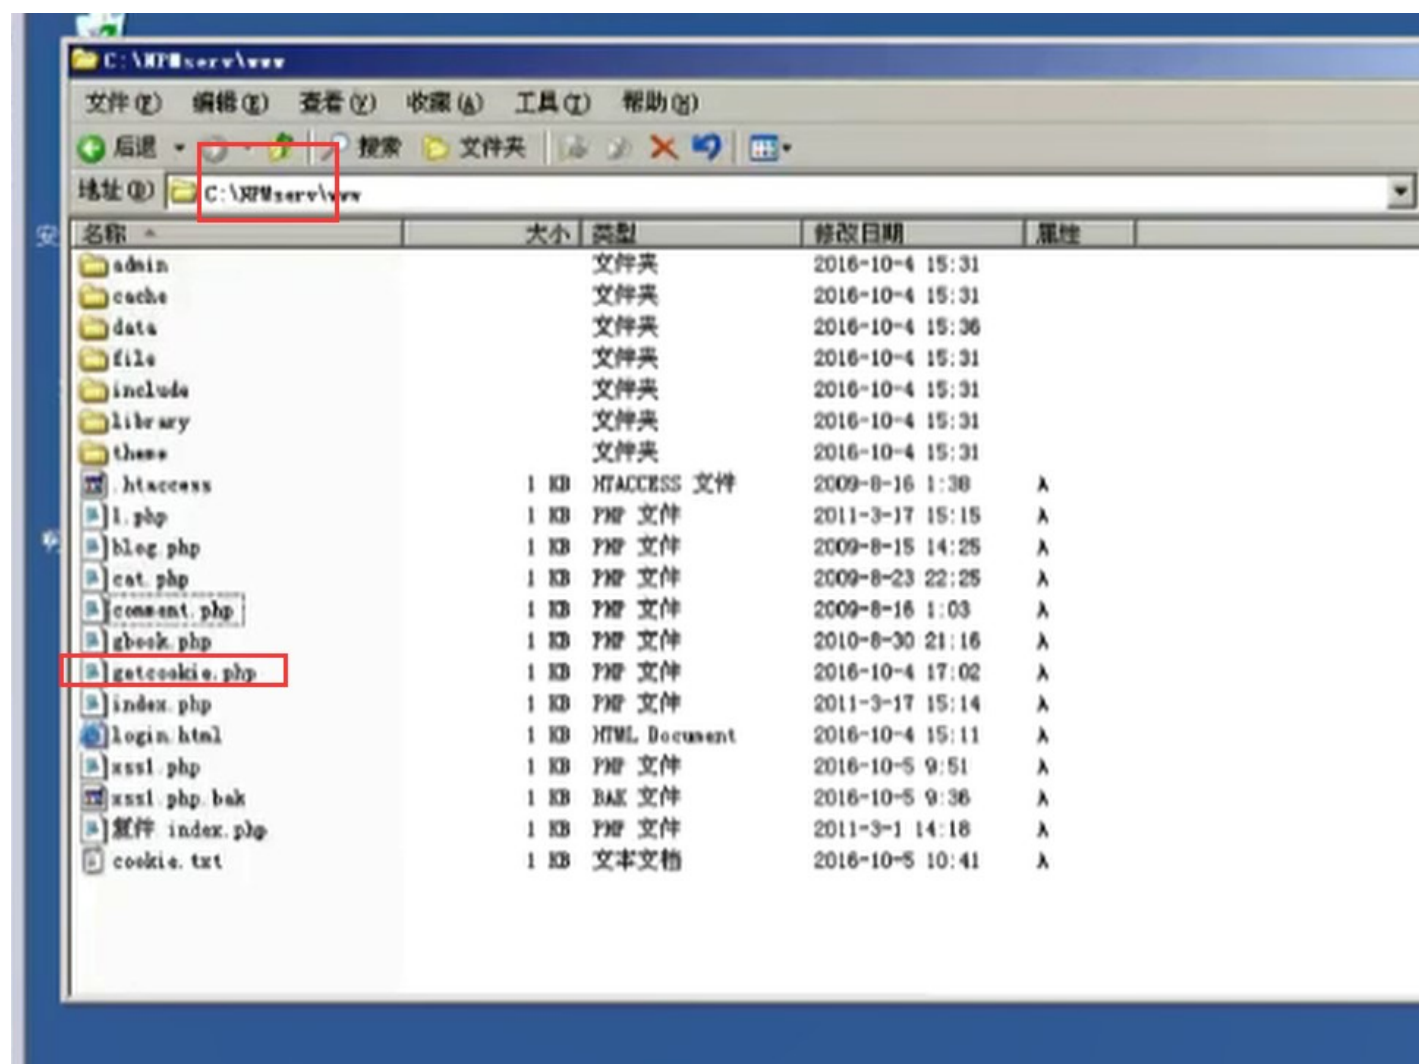 C:\NPMserv\www
文件(F) 编辑(E) 查看(V) 收藏(A) 工具(T) 帮助(H)
后退 搜索 文件夹
地址(D) C:\NPMserv\www
安
名称 大小 类型 修改日期 属性
admin 文件夹 2016-10-4 15:31
cache 文件夹 2016-10-4 15:31
data 文件夹 2016-10-4 15:36
file 文件夹 2016-10-4 15:31
include 文件夹 2016-10-4 15:31
library 文件夹 2016-10-4 15:31
theme 文件夹 2016-10-4 15:31
.htaccess 1 KB HTACCESS 文件 2009-8-16 1:38 A
1.php 1 KB PHP 文件 2011-3-17 15:15 A
blog.php 1 KB PHP 文件 2009-8-15 14:25 A
cat.php 1 KB PHP 文件 2009-8-23 22:25 A
comment.php 1 KB PHP 文件 2009-8-16 1:03 A
gbook.php 1 KB PHP 文件 2010-8-30 21:16 A
getcookie.php 1 KB PHP 文件 2016-10-4 17:02 A
index.php 1 KB PHP 文件 2011-3-17 15:14 A
login.html 1 KB HTML Document 2016-10-4 15:11 A
xss1.php 1 KB PHP 文件 2016-10-5 9:51 A
xss1.php.bak 1 KB BAK 文件 2016-10-5 9:36 A
复件 index.php 1 KB PHP 文件 2011-3-1 14:18 A
cookie.txt 1 KB 文本文档 2016-10-5 10:41 A